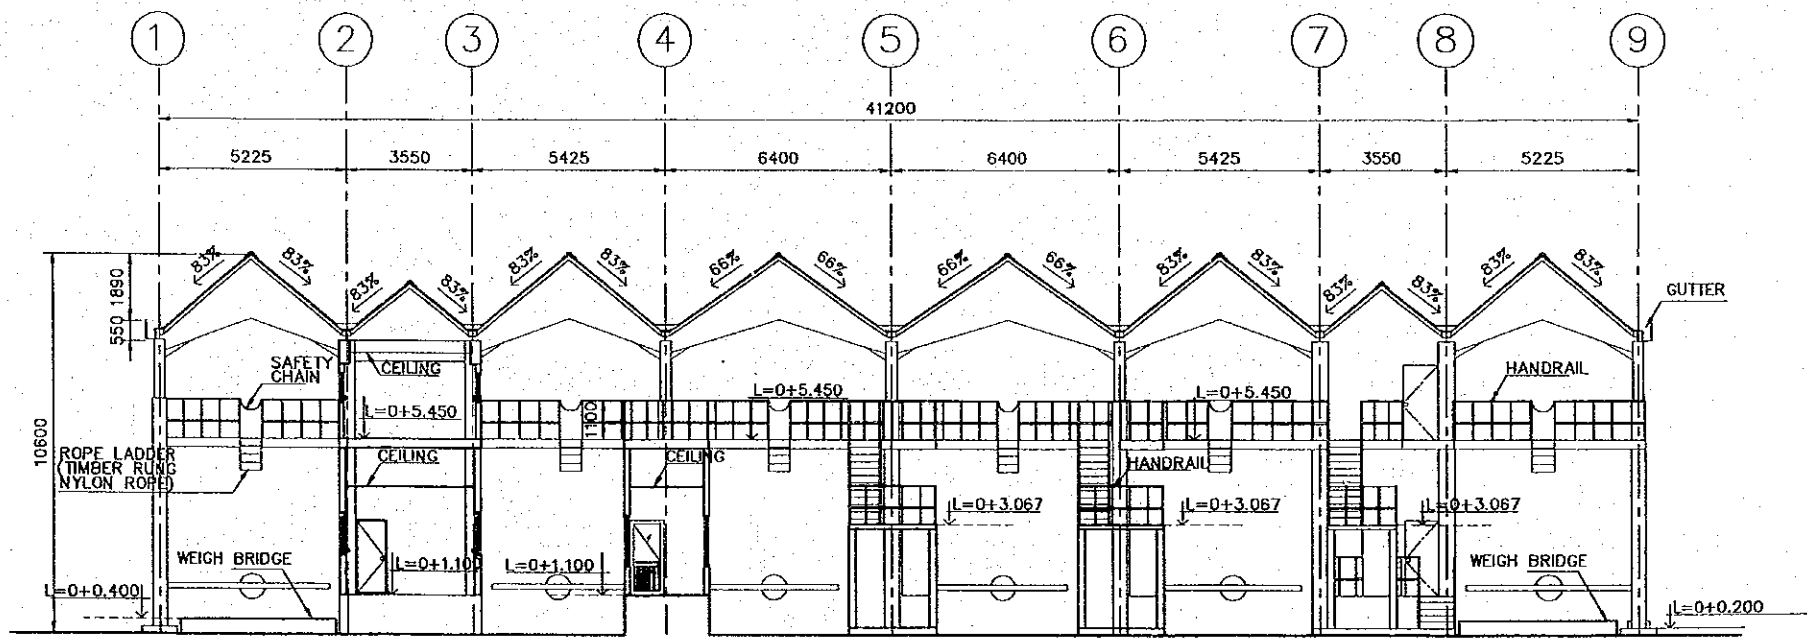 1 2 3 4 5 6 7 8 9
41200
5225 3550 5425 6400 6400 5425 3550 5225
83% 83% 83% 83% 83% 83% 66% 66% 66% 66% 83% 83% 83% 83% 83% 83%
1890
550
10600
GUTTER
SAFETY
CHAIN
CEILING
HANDRAIL
L=0+5.450
L=0+5.450
L=0+5.450
1100
ROPE LADDER
(TIMBER RUNG
NYLON ROPE)
CEILING
CEILING
HANDRAIL
L=0+3.067
L=0+3.067
L=0+3.067
WEIGH BRIDGE
L=0+1.100
L=0+1.100
WEIGH BRIDGE
L=0+0.400
L=0+0.200